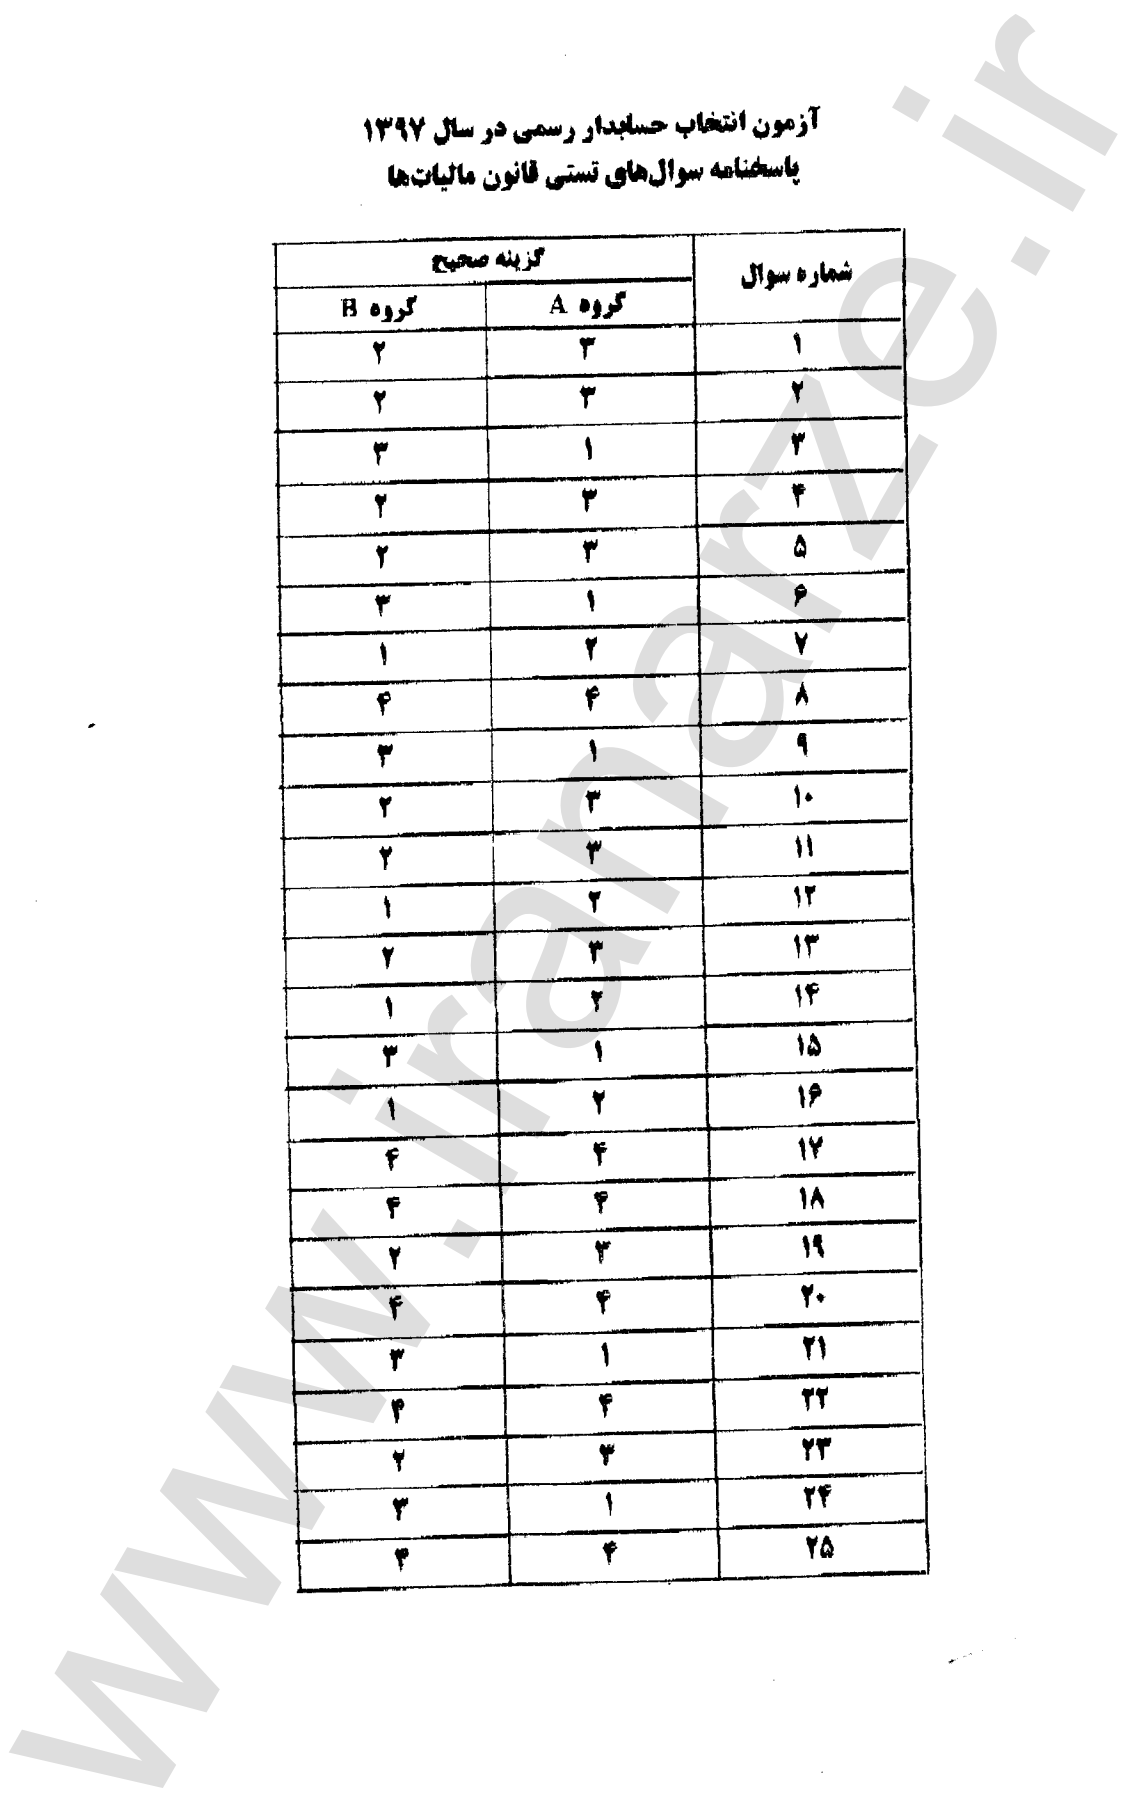 آزمون انتخاب حسابدار رسمی در سال ۱۳۹۷
پاسخنامه سوال‌های تستی قانون مالیات‌ها
شماره سوال گزینه صحیح
گروه A گروه B
۱ ۳ ۲
۲ ۳ ۲
۳ ۱ ۳
۴ ۳ ۲
۵ ۳ ۲
۶ ۱ ۳
۷ ۲ ۱
۸ ۴ ۴
۹ ۱ ۳
۱۰ ۳ ۲
۱۱ ۳ ۲
۱۲ ۲ ۱
۱۳ ۳ ۲
۱۴ ۲ ۱
۱۵ ۱ ۳
۱۶ ۲ ۱
۱۷ ۴ ۴
۱۸ ۴ ۴
۱۹ ۳ ۲
۲۰ ۴ ۴
۲۱ ۱ ۳
۲۲ ۴ ۴
۲۳ ۳ ۲
۲۴ ۱ ۳
۲۵ ۴ ۴
www.iranarze.ir